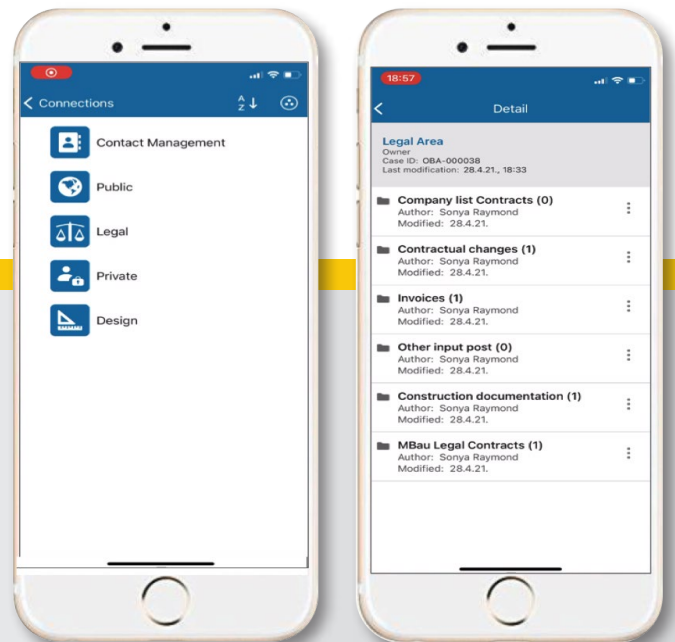 Connections
A
Z
Contact Management
Public
Legal
Private
Design
18:57
Detail
Legal Area
Owner
Case ID: OBA-000038
Last modification: 28.4.21., 18:33
Company list Contracts (0)
Author: Sonya Raymond
Modified: 28.4.21.
Contractual changes (1)
Author: Sonya Raymond
Modified: 28.4.21.
Invoices (1)
Author: Sonya Raymond
Modified: 28.4.21.
Other input post (0)
Author: Sonya Raymond
Modified: 28.4.21.
Construction documentation (1)
Author: Sonya Raymond
Modified: 28.4.21.
MBau Legal Contracts (1)
Author: Sonya Raymond
Modified: 28.4.21.